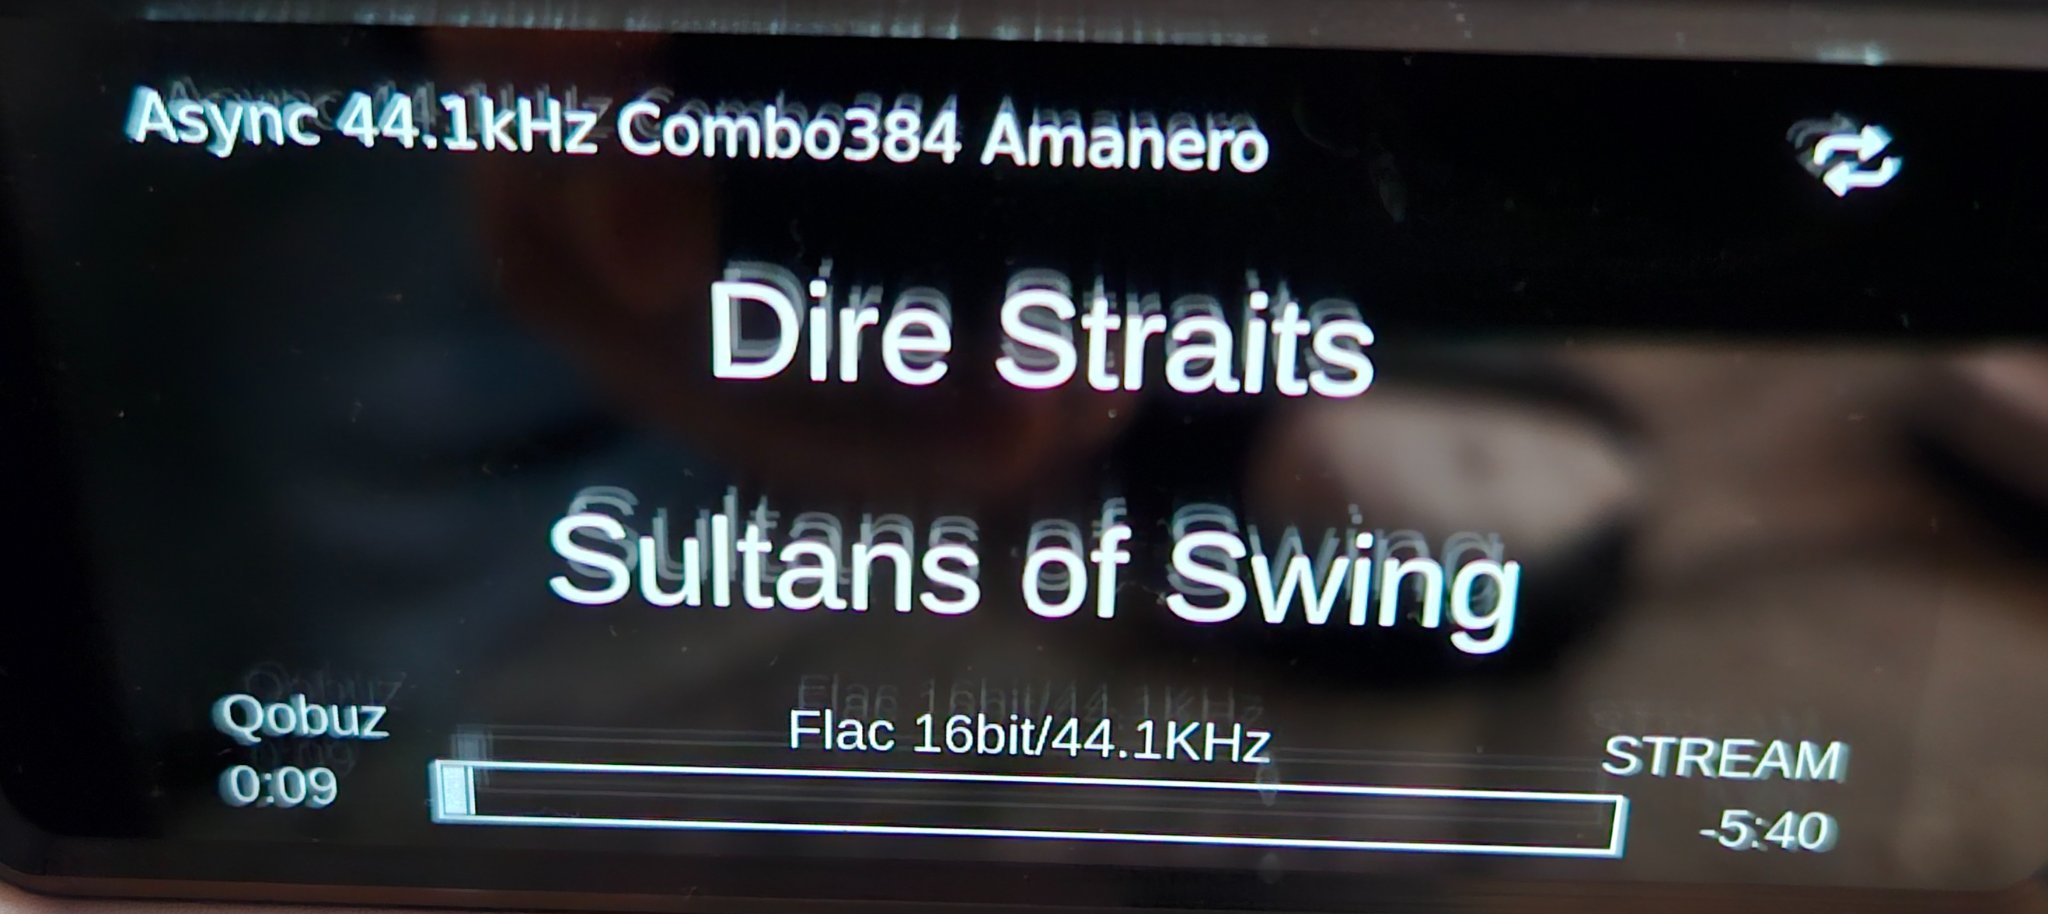 Async 44.1kHz Combo384 Amanero
Dire Straits
Sultans of Swing
Qobuz
Flac 16bit/44.1KHz
STREAM
0:09
-5:40